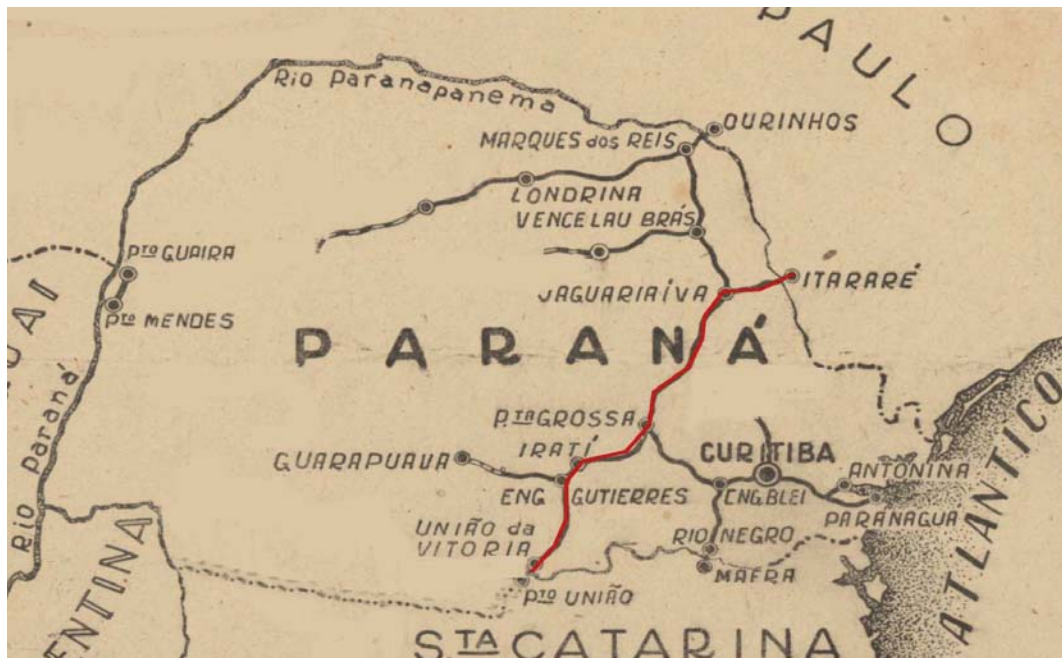 PAULO
Rio Paranapanema
OURINHOS
MARQUES dos REIS
LONDRINA
VENCELAU BRÁS
PTO GUAIRA
ITARARÉ
JAGUARIAÍVA
PTO MENDES
UAI
PARANÁ
Rio Paraná
PTA GROSSA
IRATÍ
GUARAPUAVA
CURITIBA
ANTONINA
ENG GUTIERRES
ENG.BLEI
PARANAGUA
UNIÃO da
VITORIA
RIO NEGRO
MAFRA
PTO UNIÃO
ATLANTICO
ENTINA
STA CATARINA